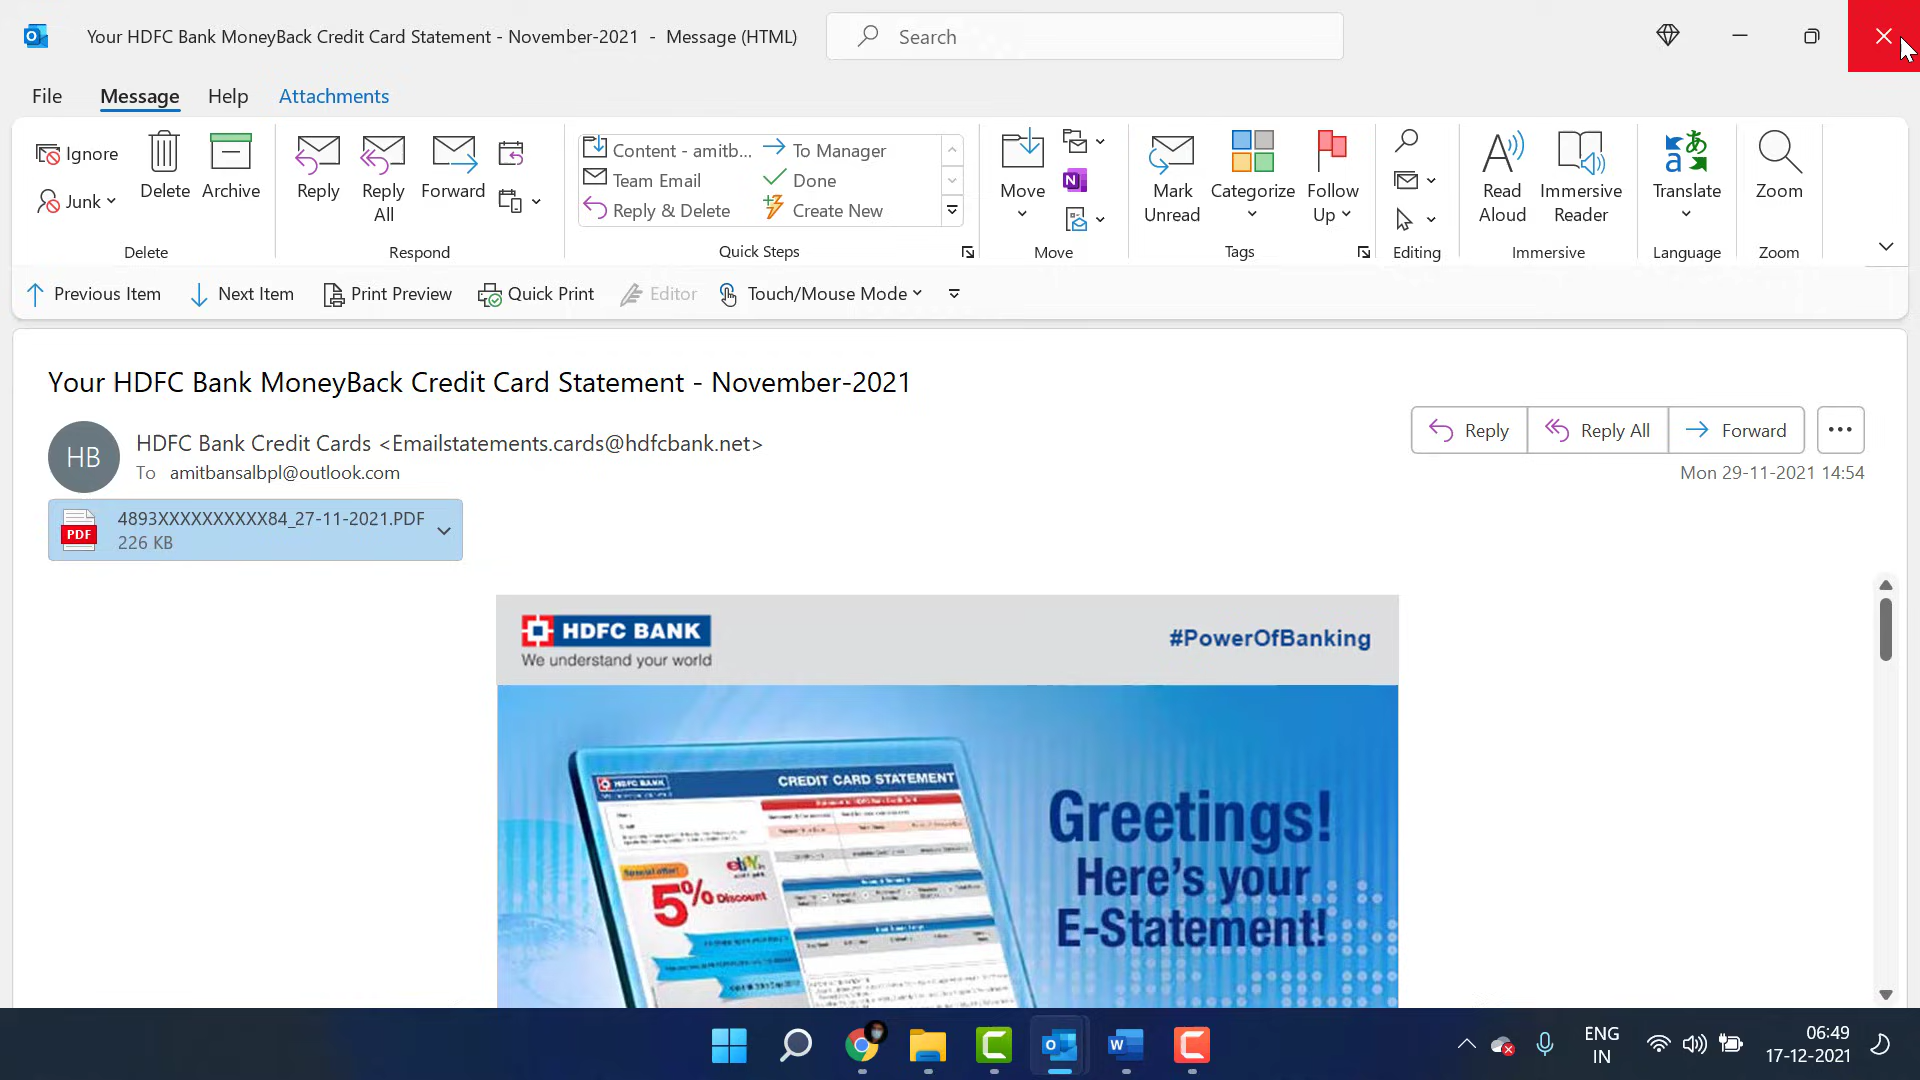 Your HDFC Bank MoneyBack Credit Card Statement - November-2021 - Message (HTML)
Search
File Message Help Attachments
Ignore
Junk
Delete
Archive
Delete
Reply
Reply All
Forward
Respond
Content - amitb...
Team Email
Reply & Delete
To Manager
Done
Create New
Quick Steps
Move
Move
Mark Unread
Categorize
Follow Up
Tags
Editing
Read Aloud
Immersive Reader
Immersive
Translate
Language
Zoom
Zoom
Previous Item Next Item Print Preview Quick Print Editor Touch/Mouse Mode
Your HDFC Bank MoneyBack Credit Card Statement - November-2021
HB
HDFC Bank Credit Cards <Emailstatements.cards@hdfcbank.net>
To amitbansalbpl@outlook.com
Reply Reply All Forward
Mon 29-11-2021 14:54
PDF
4893XXXXXXXXXX84_27-11-2021.PDF
226 KB
HDFC BANK
We understand your world
#PowerOfBanking
HDFC BANK
CREDIT CARD STATEMENT
Special offer!
ebay.in
5% Discount
Greetings!
Here's your
E-Statement!
ENG
IN
06:49
17-12-2021